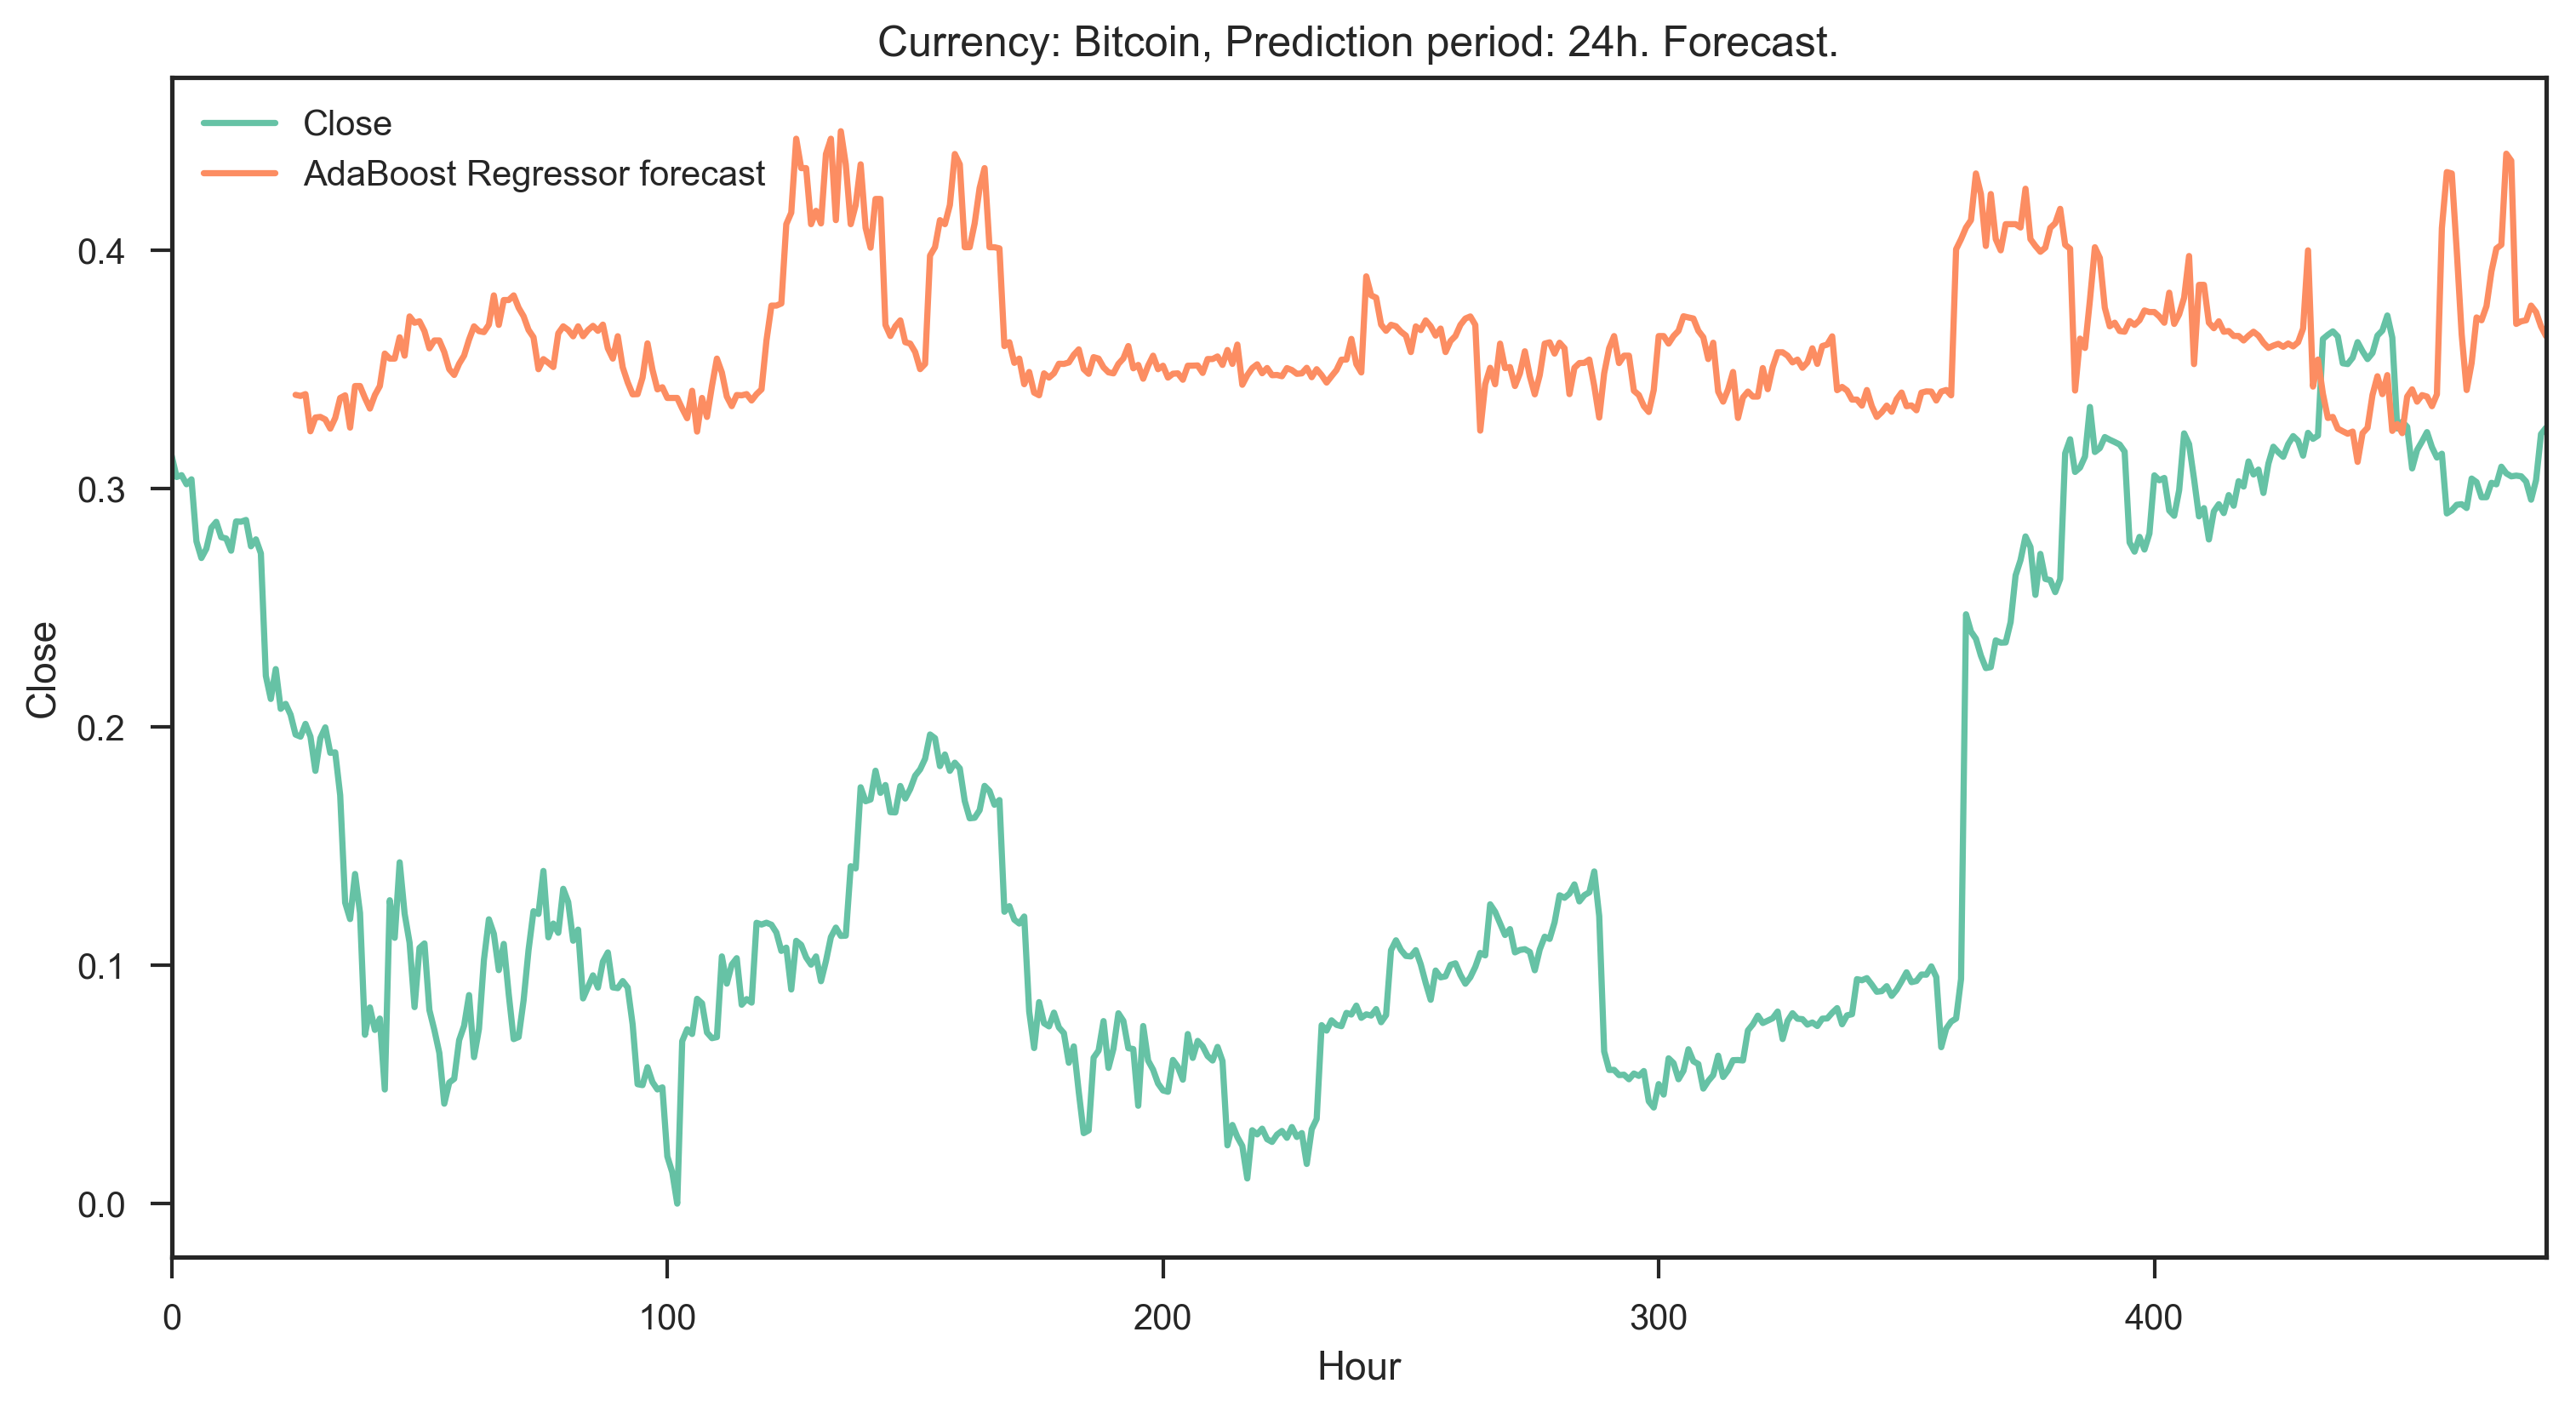 Currency: Bitcoin, Prediction period: 24h. Forecast.
Close
AdaBoost Regressor forecast
0.4
0.3
0.2
0.1
0.0
Close
0
100
200
300
400
Hour